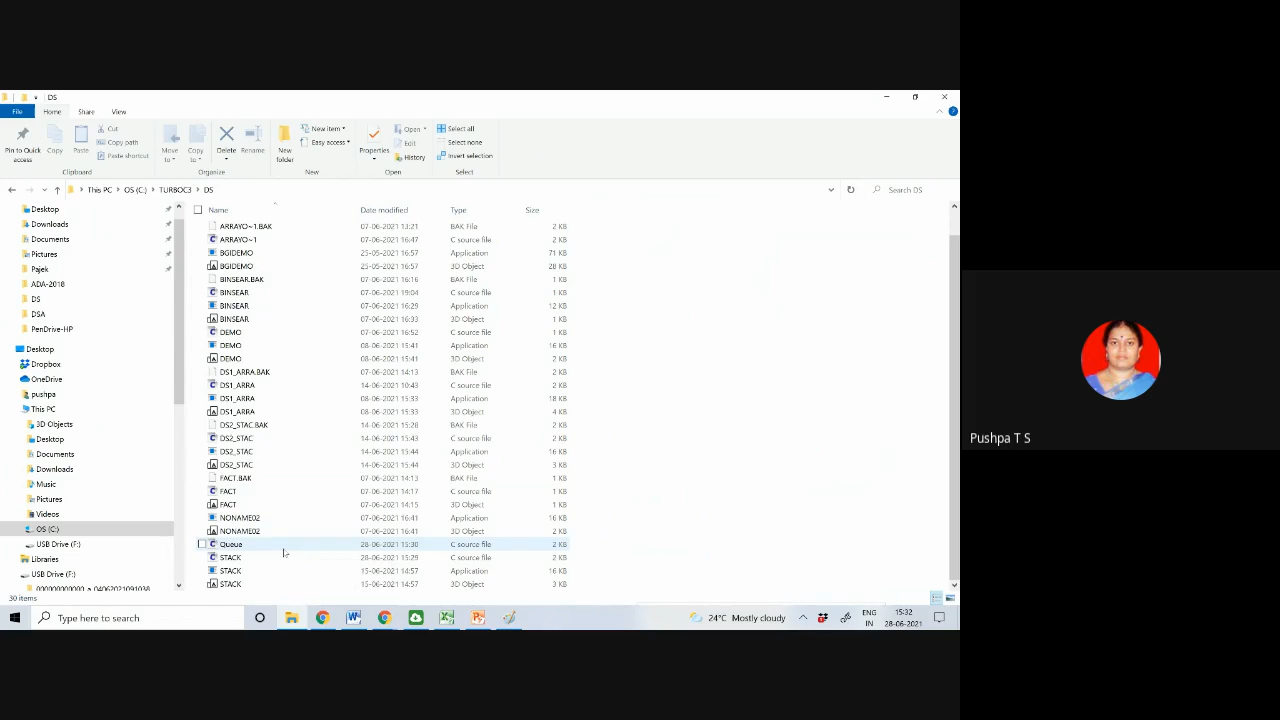 DS
File Home Share View
Pin to Quick access
Copy
Paste
Cut
Copy path
Paste shortcut
Clipboard
Move to
Copy to
Delete
Rename
Organize
New folder
New item
Easy access
New
Properties
Open
Edit
History
Open
Select all
Select none
Invert selection
Select
This PC OS (C:) TURBOC3 DS
Search DS
Desktop
Downloads
Documents
Pictures
Pajek
ADA-2018
DS
DSA
PenDrive-HP
Desktop
Dropbox
OneDrive
pushpa
This PC
3D Objects
Desktop
Documents
Downloads
Music
Pictures
Videos
OS (C:)
USB Drive (F:)
Libraries
USB Drive (F:)
Name Date modified Type Size
ARRAYO~1.BAK 07-06-2021 13:21 BAK File 2 KB
ARRAYO~1 07-06-2021 16:47 C source file 2 KB
BGIDEMO 25-05-2021 16:57 Application 71 KB
BGIDEMO 25-05-2021 16:57 3D Object 28 KB
BINSEAR.BAK 07-06-2021 16:16 BAK File 1 KB
BINSEAR 07-06-2021 19:04 C source file 1 KB
BINSEAR 07-06-2021 16:29 Application 12 KB
BINSEAR 07-06-2021 16:33 3D Object 1 KB
DEMO 07-06-2021 16:52 C source file 1 KB
DEMO 08-06-2021 15:41 Application 16 KB
DEMO 08-06-2021 15:41 3D Object 2 KB
DS1_ARRA.BAK 07-06-2021 14:13 BAK File 2 KB
DS1_ARRA 14-06-2021 10:43 C source file 2 KB
DS1_ARRA 08-06-2021 15:33 Application 18 KB
DS1_ARRA 08-06-2021 15:33 3D Object 4 KB
DS2_STAC.BAK 14-06-2021 15:28 BAK File 2 KB
DS2_STAC 14-06-2021 15:43 C source file 2 KB
DS2_STAC 14-06-2021 15:44 Application 16 KB
DS2_STAC 14-06-2021 15:44 3D Object 3 KB
FACT.BAK 07-06-2021 14:13 BAK File 1 KB
FACT 07-06-2021 14:17 C source file 1 KB
FACT 07-06-2021 14:15 3D Object 1 KB
NONAME02 07-06-2021 16:41 Application 16 KB
NONAME02 07-06-2021 16:41 3D Object 2 KB
Queue 28-06-2021 15:30 C source file 2 KB
STACK 28-06-2021 15:29 C source file 2 KB
STACK 15-06-2021 14:57 Application 16 KB
STACK 15-06-2021 14:57 3D Object 3 KB
30 items
Type here to search
24°C Mostly cloudy
ENG
IN
15:32
28-06-2021
Pushpa T S